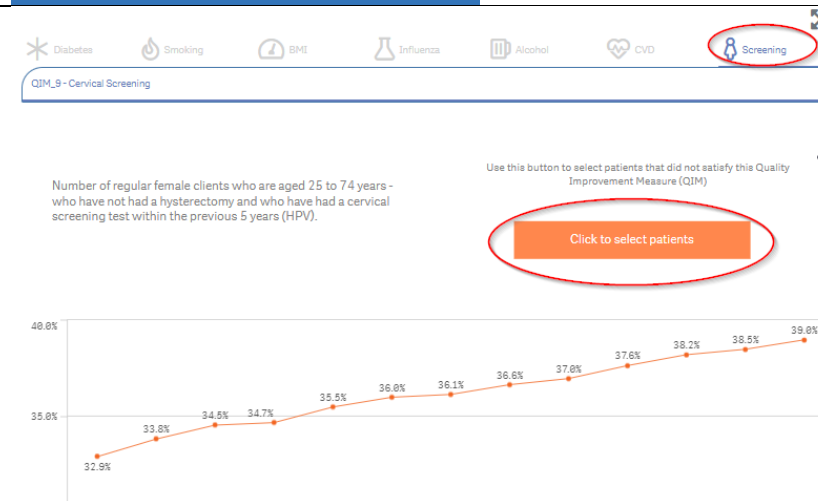 Diabetes Smoking BMI Influenza Alcohol CVD Screening
QIM_9 - Cervical Screening
Use this button to select patients that did not satisfy this Quality
Improvement Measure (QIM)
Number of regular female clients who are aged 25 to 74 years -
who have not had a hysterectomy and who have had a cervical
screening test within the previous 5 years (HPV).
Click to select patients
40.0%
39.0%
38.5%
38.2%
37.6%
37.0%
36.6%
36.1%
36.0%
35.5%
35.0%
34.7%
34.5%
33.8%
32.9%